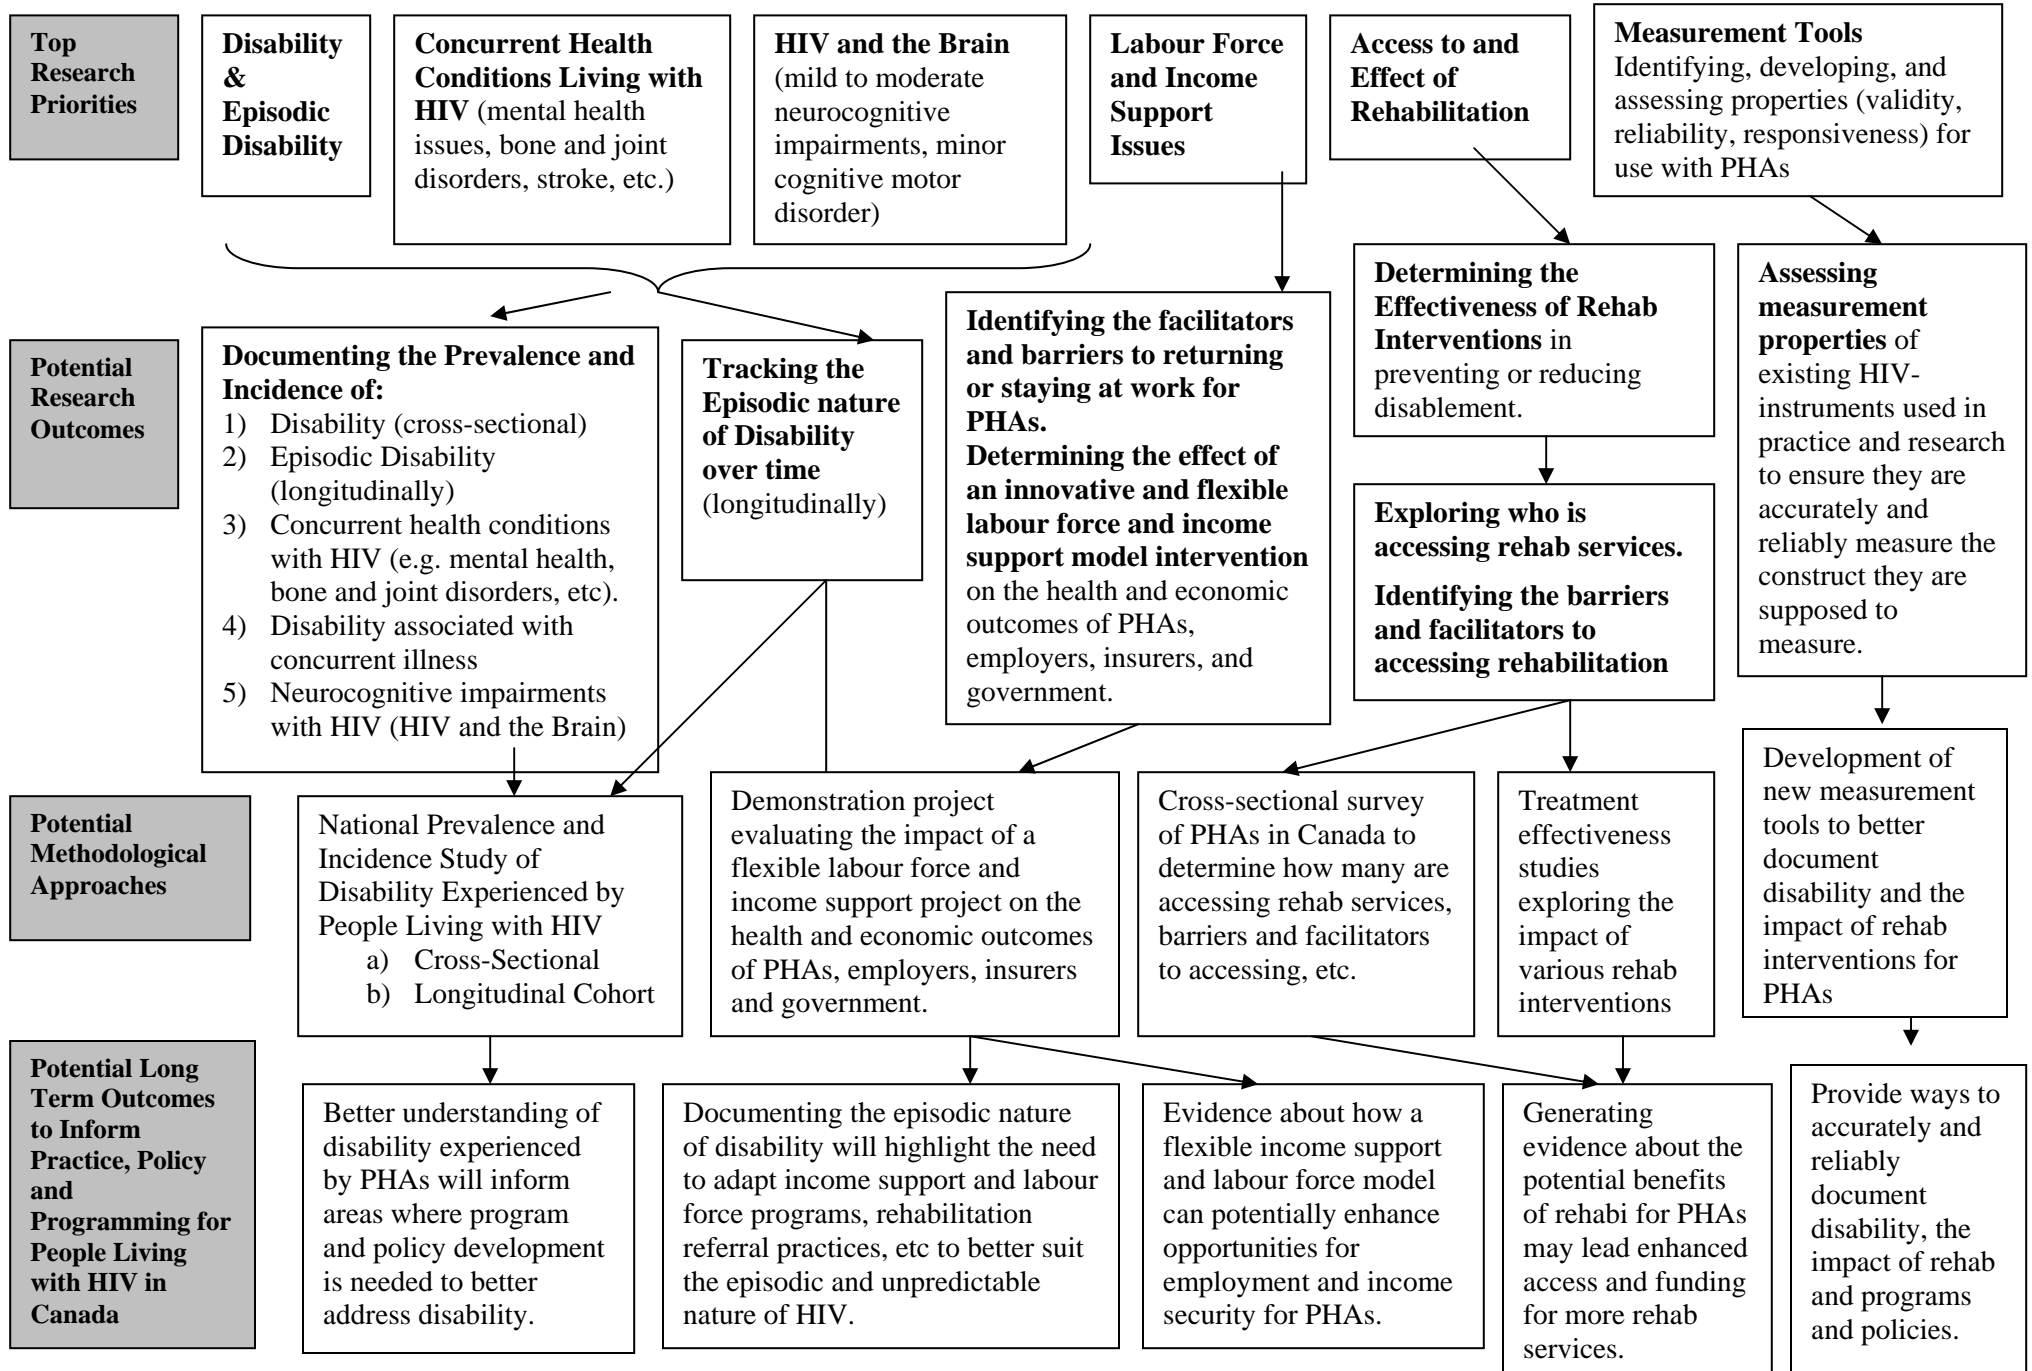 Top
Research
Priorities
Disability
&
Episodic
Disability
Concurrent Health
Conditions Living with
HIV (mental health
issues, bone and joint
disorders, stroke, etc.)
HIV and the Brain
(mild to moderate
neurocognitive
impairments, minor
cognitive motor
disorder)
Labour Force
and Income
Support
Issues
Access to and
Effect of
Rehabilitation
Measurement Tools
Identifying, developing, and
assessing properties (validity,
reliability, responsiveness) for
use with PHAs
Potential
Research
Outcomes
Documenting the Prevalence and
Incidence of:
1) Disability (cross-sectional)
2) Episodic Disability
(longitudinally)
3) Concurrent health conditions
with HIV (e.g. mental health,
bone and joint disorders, etc).
4) Disability associated with
concurrent illness
5) Neurocognitive impairments
with HIV (HIV and the Brain)
Tracking the
Episodic nature
of Disability
over time
(longitudinally)
Identifying the facilitators
and barriers to returning
or staying at work for
PHAs.
Determining the effect of
an innovative and flexible
labour force and income
support model intervention
on the health and economic
outcomes of PHAs,
employers, insurers, and
government.
Determining the
Effectiveness of Rehab
Interventions in
preventing or reducing
disablement.
Exploring who is
accessing rehab services.
Identifying the barriers
and facilitators to
accessing rehabilitation
Assessing
measurement
properties of
existing HIV-
instruments used in
practice and research
to ensure they are
accurately and
reliably measure the
construct they are
supposed to
measure.
Potential
Methodological
Approaches
National Prevalence and
Incidence Study of
Disability Experienced by
People Living with HIV
a) Cross-Sectional
b) Longitudinal Cohort
Demonstration project
evaluating the impact of a
flexible labour force and
income support project on the
health and economic outcomes
of PHAs, employers, insurers
and government.
Cross-sectional survey
of PHAs in Canada to
determine how many are
accessing rehab services,
barriers and facilitators
to accessing, etc.
Treatment
effectiveness
studies
exploring the
impact of
various rehab
interventions
Development of
new measurement
tools to better
document
disability and the
impact of rehab
interventions for
PHAs
Potential Long
Term Outcomes
to Inform
Practice, Policy
and
Programming for
People Living
with HIV in
Canada
Better understanding of
disability experienced
by PHAs will inform
areas where program
and policy development
is needed to better
address disability.
Documenting the episodic nature
of disability will highlight the need
to adapt income support and labour
force programs, rehabilitation
referral practices, etc to better suit
the episodic and unpredictable
nature of HIV.
Evidence about how a
flexible income support
and labour force model
can potentially enhance
opportunities for
employment and income
security for PHAs.
Generating
evidence about the
potential benefits
of rehabi for PHAs
may lead enhanced
access and funding
for more rehab
services.
Provide ways to
accurately and
reliably
document
disability, the
impact of rehab
and programs
and policies.